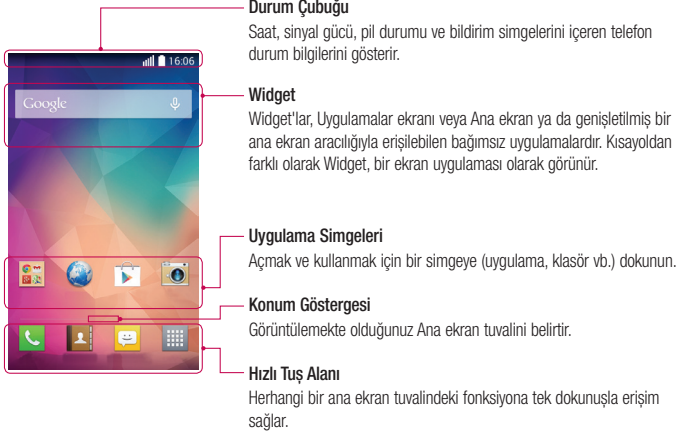 Durum Çubuğu
Saat, sinyal gücü, pil durumu ve bildirim simgelerini içeren telefon
durum bilgilerini gösterir.
16:06
Google
Widget
Widget'lar, Uygulamalar ekranı veya Ana ekran ya da genişletilmiş bir
ana ekran aracılığıyla erişilebilen bağımsız uygulamalardır. Kısayoldan
farklı olarak Widget, bir ekran uygulaması olarak görünür.
Uygulama Simgeleri
Açmak ve kullanmak için bir simgeye (uygulama, klasör vb.) dokunun.
Konum Göstergesi
Görüntülemekte olduğunuz Ana ekran tuvalini belirtir.
Hızlı Tuş Alanı
Herhangi bir ana ekran tuvalindeki fonksiyona tek dokunuşla erişim
sağlar.